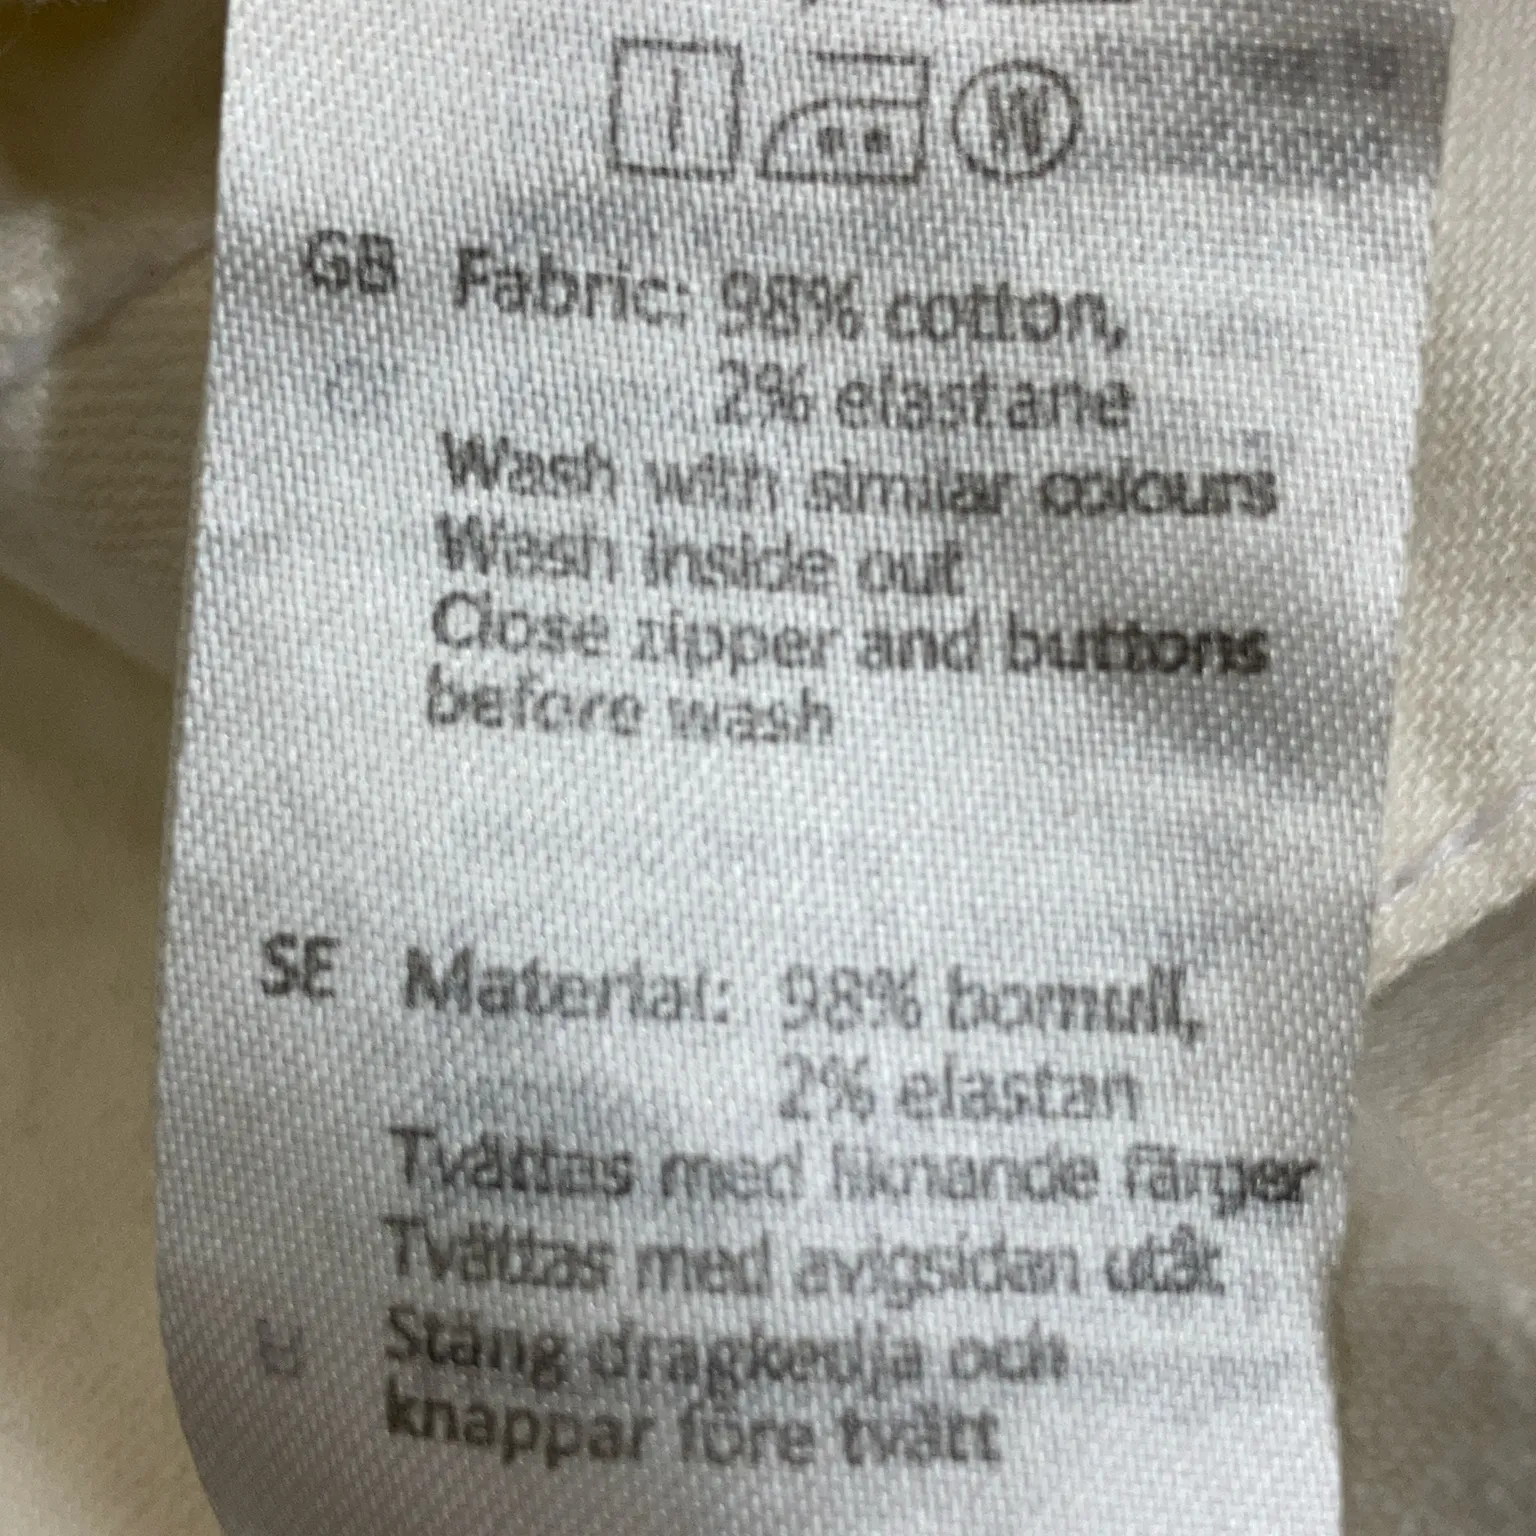 W
GB Fabric: 98% cotton,
2% elastane
Wash with similar colours
Wash inside out
Close zipper and buttons
before wash
SE Material: 98% bomull,
2% elastan
Tvättas med liknande färger
Tvättas med avigsidan utåt
Stäng dragkedja och
knappar före tvätt